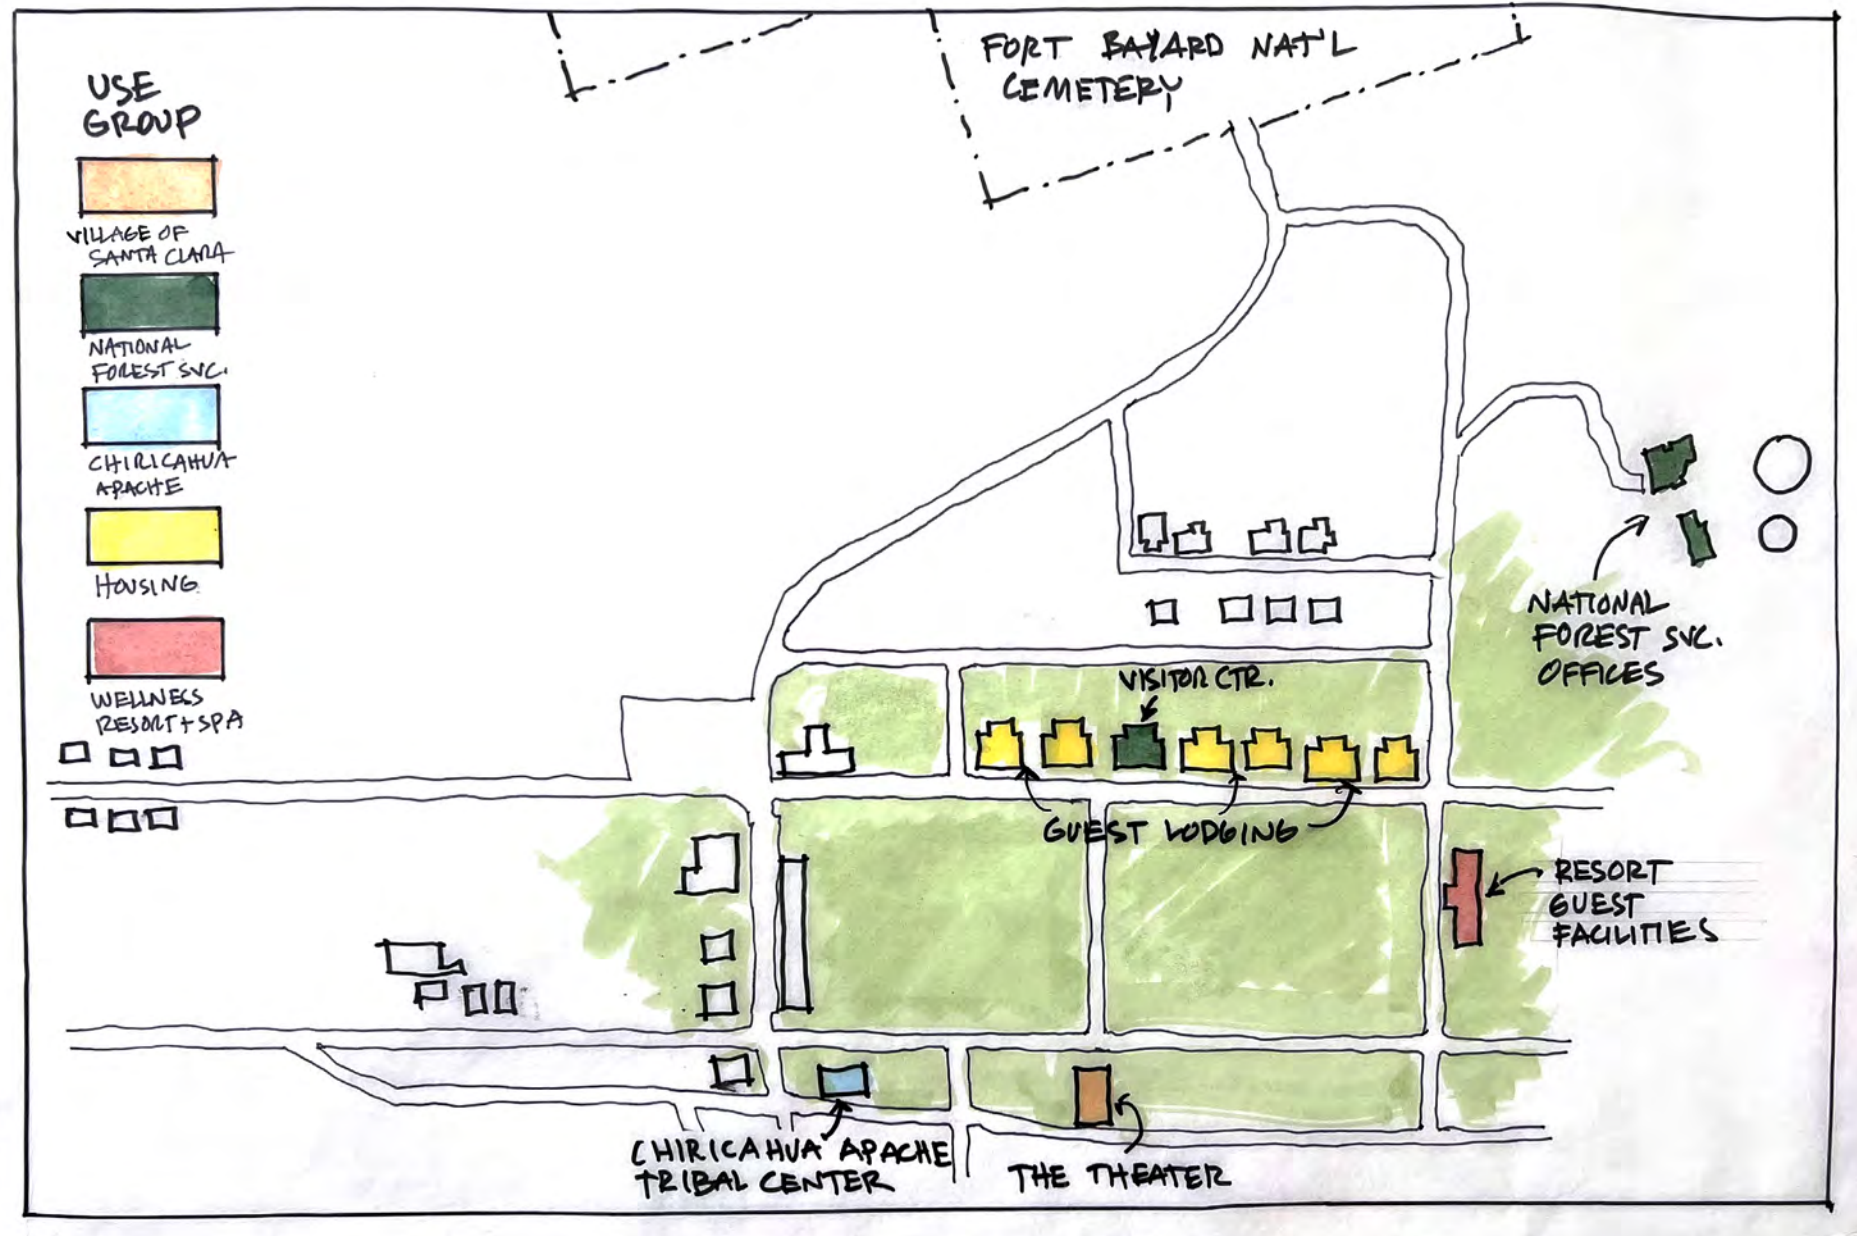 USE
GROUP
VILLAGE OF
SANTA CLARA
NATIONAL
FOREST SVC.
CHIRICAHUA
APACHE
HOUSING
WELLNESS
RESORT + SPA
FORT BAYARD NAT'L
CEMETERY
NATIONAL
FOREST SVC.
OFFICES
VISITOR CTR.
GUEST LODGING
RESORT
GUEST
FACILITIES
CHIRICAHUA APACHE
TRIBAL CENTER
THE THEATER